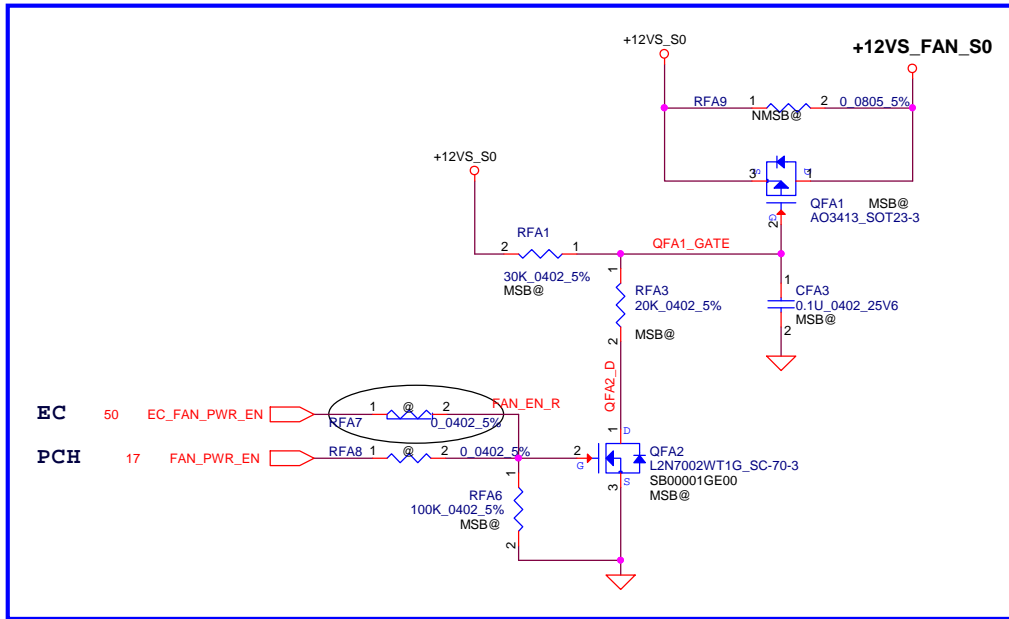 +12VS_S0
+12VS_FAN_S0
RFA9
1
2
0_0805_5%
NMSB@
+12VS_S0
3
S
D
1
G
2
QFA1
MSB@
AO3413_SOT23-3
RFA1
2
1
30K_0402_5%
MSB@
QFA1_GATE
1
RFA3
20K_0402_5%
MSB@
2
1
CFA3
0.1U_0402_25V6
MSB@
2
QFA2_D
EC
50
EC_FAN_PWR_EN
1
@
2
FAN_EN_R
RFA7
0_0402_5%
PCH
17
FAN_PWR_EN
RFA8
1
@
2
0_0402_5%
2
G
1
D
S
3
QFA2
L2N7002WT1G_SC-70-3
SB00001GE00
MSB@
1
RFA6
100K_0402_5%
MSB@
2